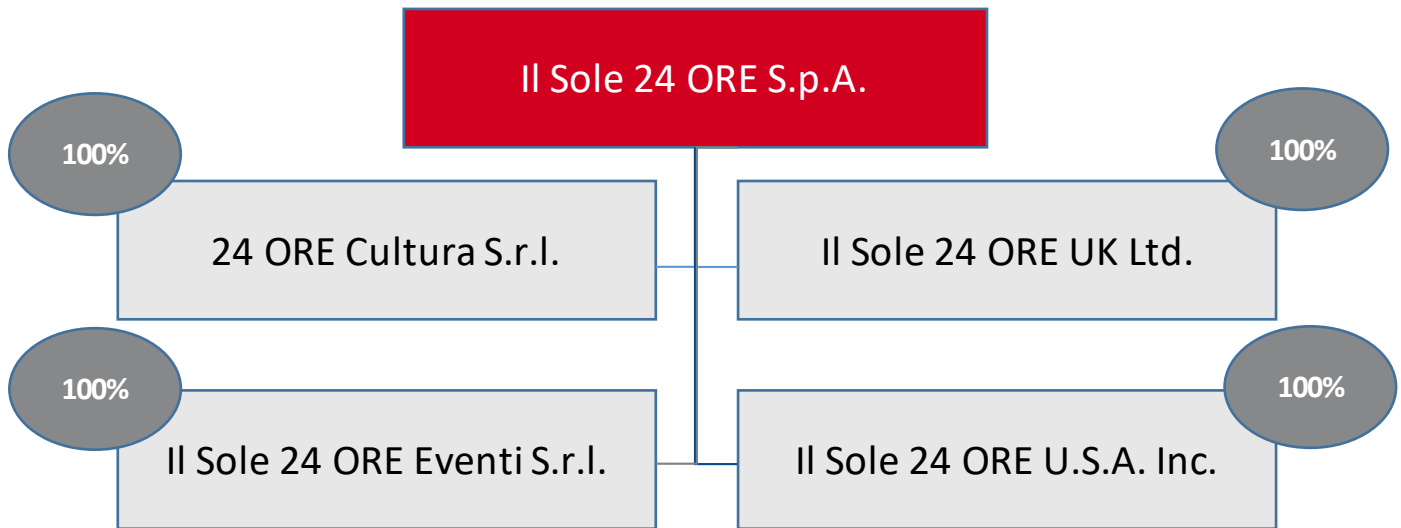 Il Sole 24 ORE S.p.A.
100%
100%
24 ORE Cultura S.r.l.
Il Sole 24 ORE UK Ltd.
100%
100%
Il Sole 24 ORE Eventi S.r.l.
Il Sole 24 ORE U.S.A. Inc.